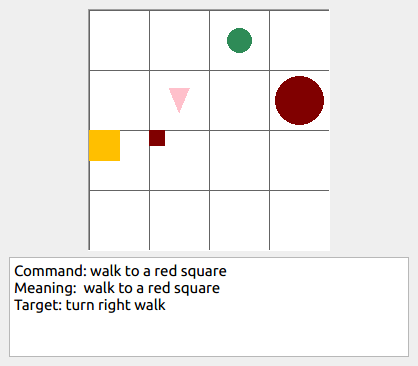 Command: walk to a red square
Meaning:  walk to a red square
Target: turn right walk